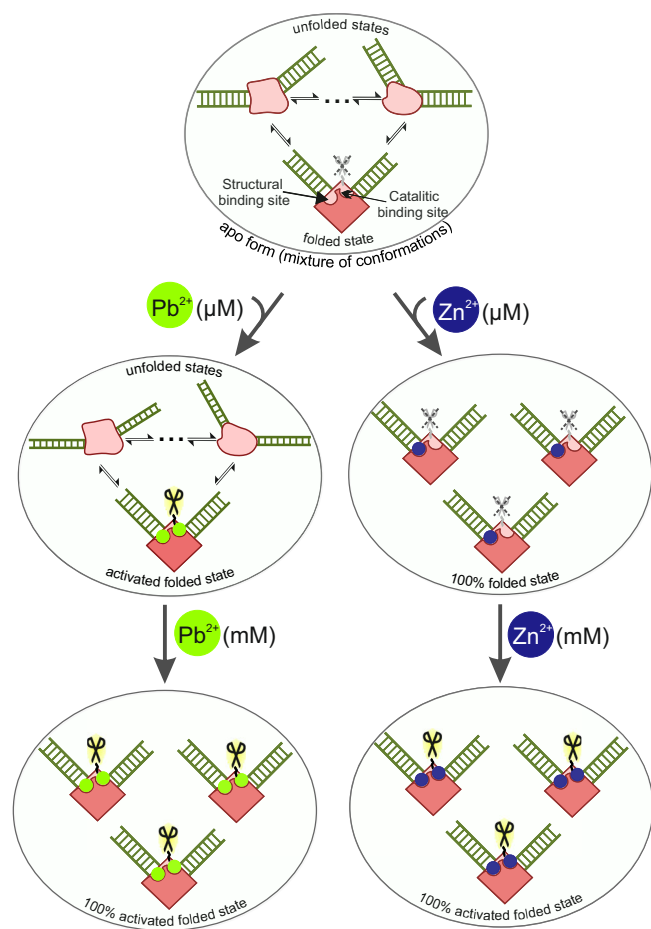 unfolded states
...
Structural
binding site
Catalitic
binding site
folded state
apo form (mixture of conformations)
Pb²⁺ (µM)
Zn²⁺ (µM)
unfolded states
...
activated folded state
100% folded state
Pb²⁺ (mM)
Zn²⁺ (mM)
100% activated folded state
100% activated folded state